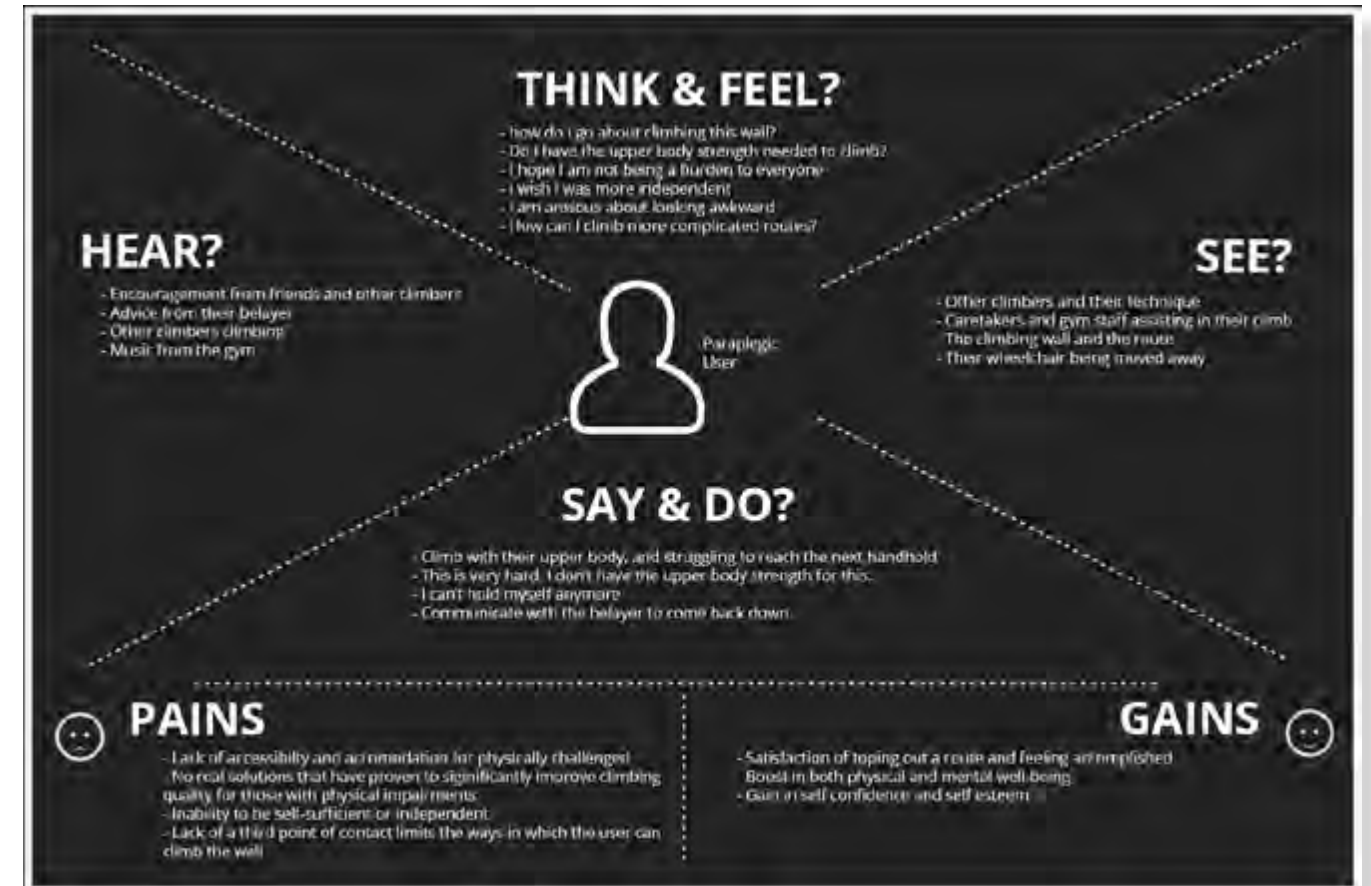 THINK & FEEL?
- how do i go about climbing this wall?
- Do I have the upper body strength needed to climb?
- I hope I am not being a burden to everyone
- I wish I was more independent
- I am anxious about looking awkward
- How can I climb more complicated routes?
HEAR?
- Encouragement from friends and other climbers
- Advice from their belayer
- Other climbers climbing
- Music from the gym
SEE?
- Other climbers and their technique
- Caretakers and gym staff assisting in their climb
The climbing wall and the route
- Their wheelchair being moved away
Paraplegic
User
SAY & DO?
- Climb with their upper body, and struggling to reach the next handhold
- This is very hard. I don't have the upper body strength for this.
- I can't hold myself anymore
- Communicate with the belayer to come back down.
PAINS
- Lack of accessibilty and accomodation for physically challenged
- No real solutions that have proven to significantly improve climbing
quality for those with physical impairments
- Inability to be self-sufficient or independent
- Lack of a third point of contact limits the ways in which the user can
climb the wall
GAINS
- Satisfaction of toping out a route and feeling accomplished
Boost in both physical and mental well-being
- Gain in self confidence and self esteem